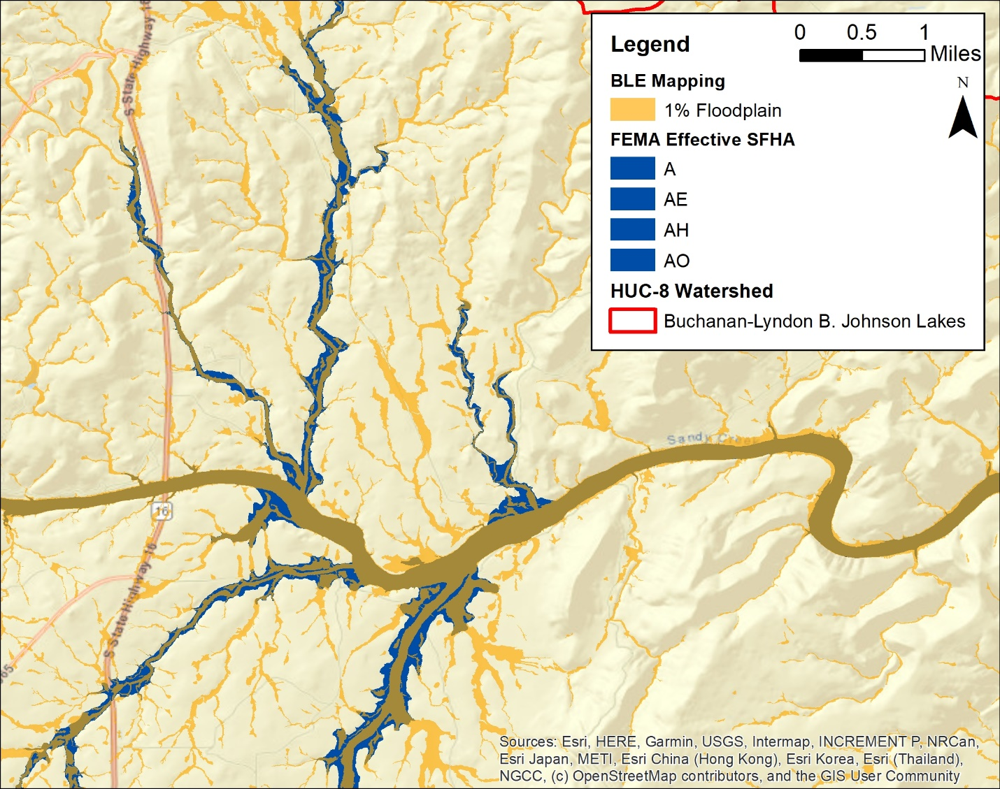 S State Highway 16
Legend
0 0.5 1
Miles
BLE Mapping
N
1% Floodplain
FEMA Effective SFHA
A
AE
AH
AO
HUC-8 Watershed
Buchanan-Lyndon B. Johnson Lakes
Sandy Creek
16
S State Highway 16
965
Sources: Esri, HERE, Garmin, USGS, Intermap, INCREMENT P, NRCan,
Esri Japan, METI, Esri China (Hong Kong), Esri Korea, Esri (Thailand),
NGCC, (c) OpenStreetMap contributors, and the GIS User Community